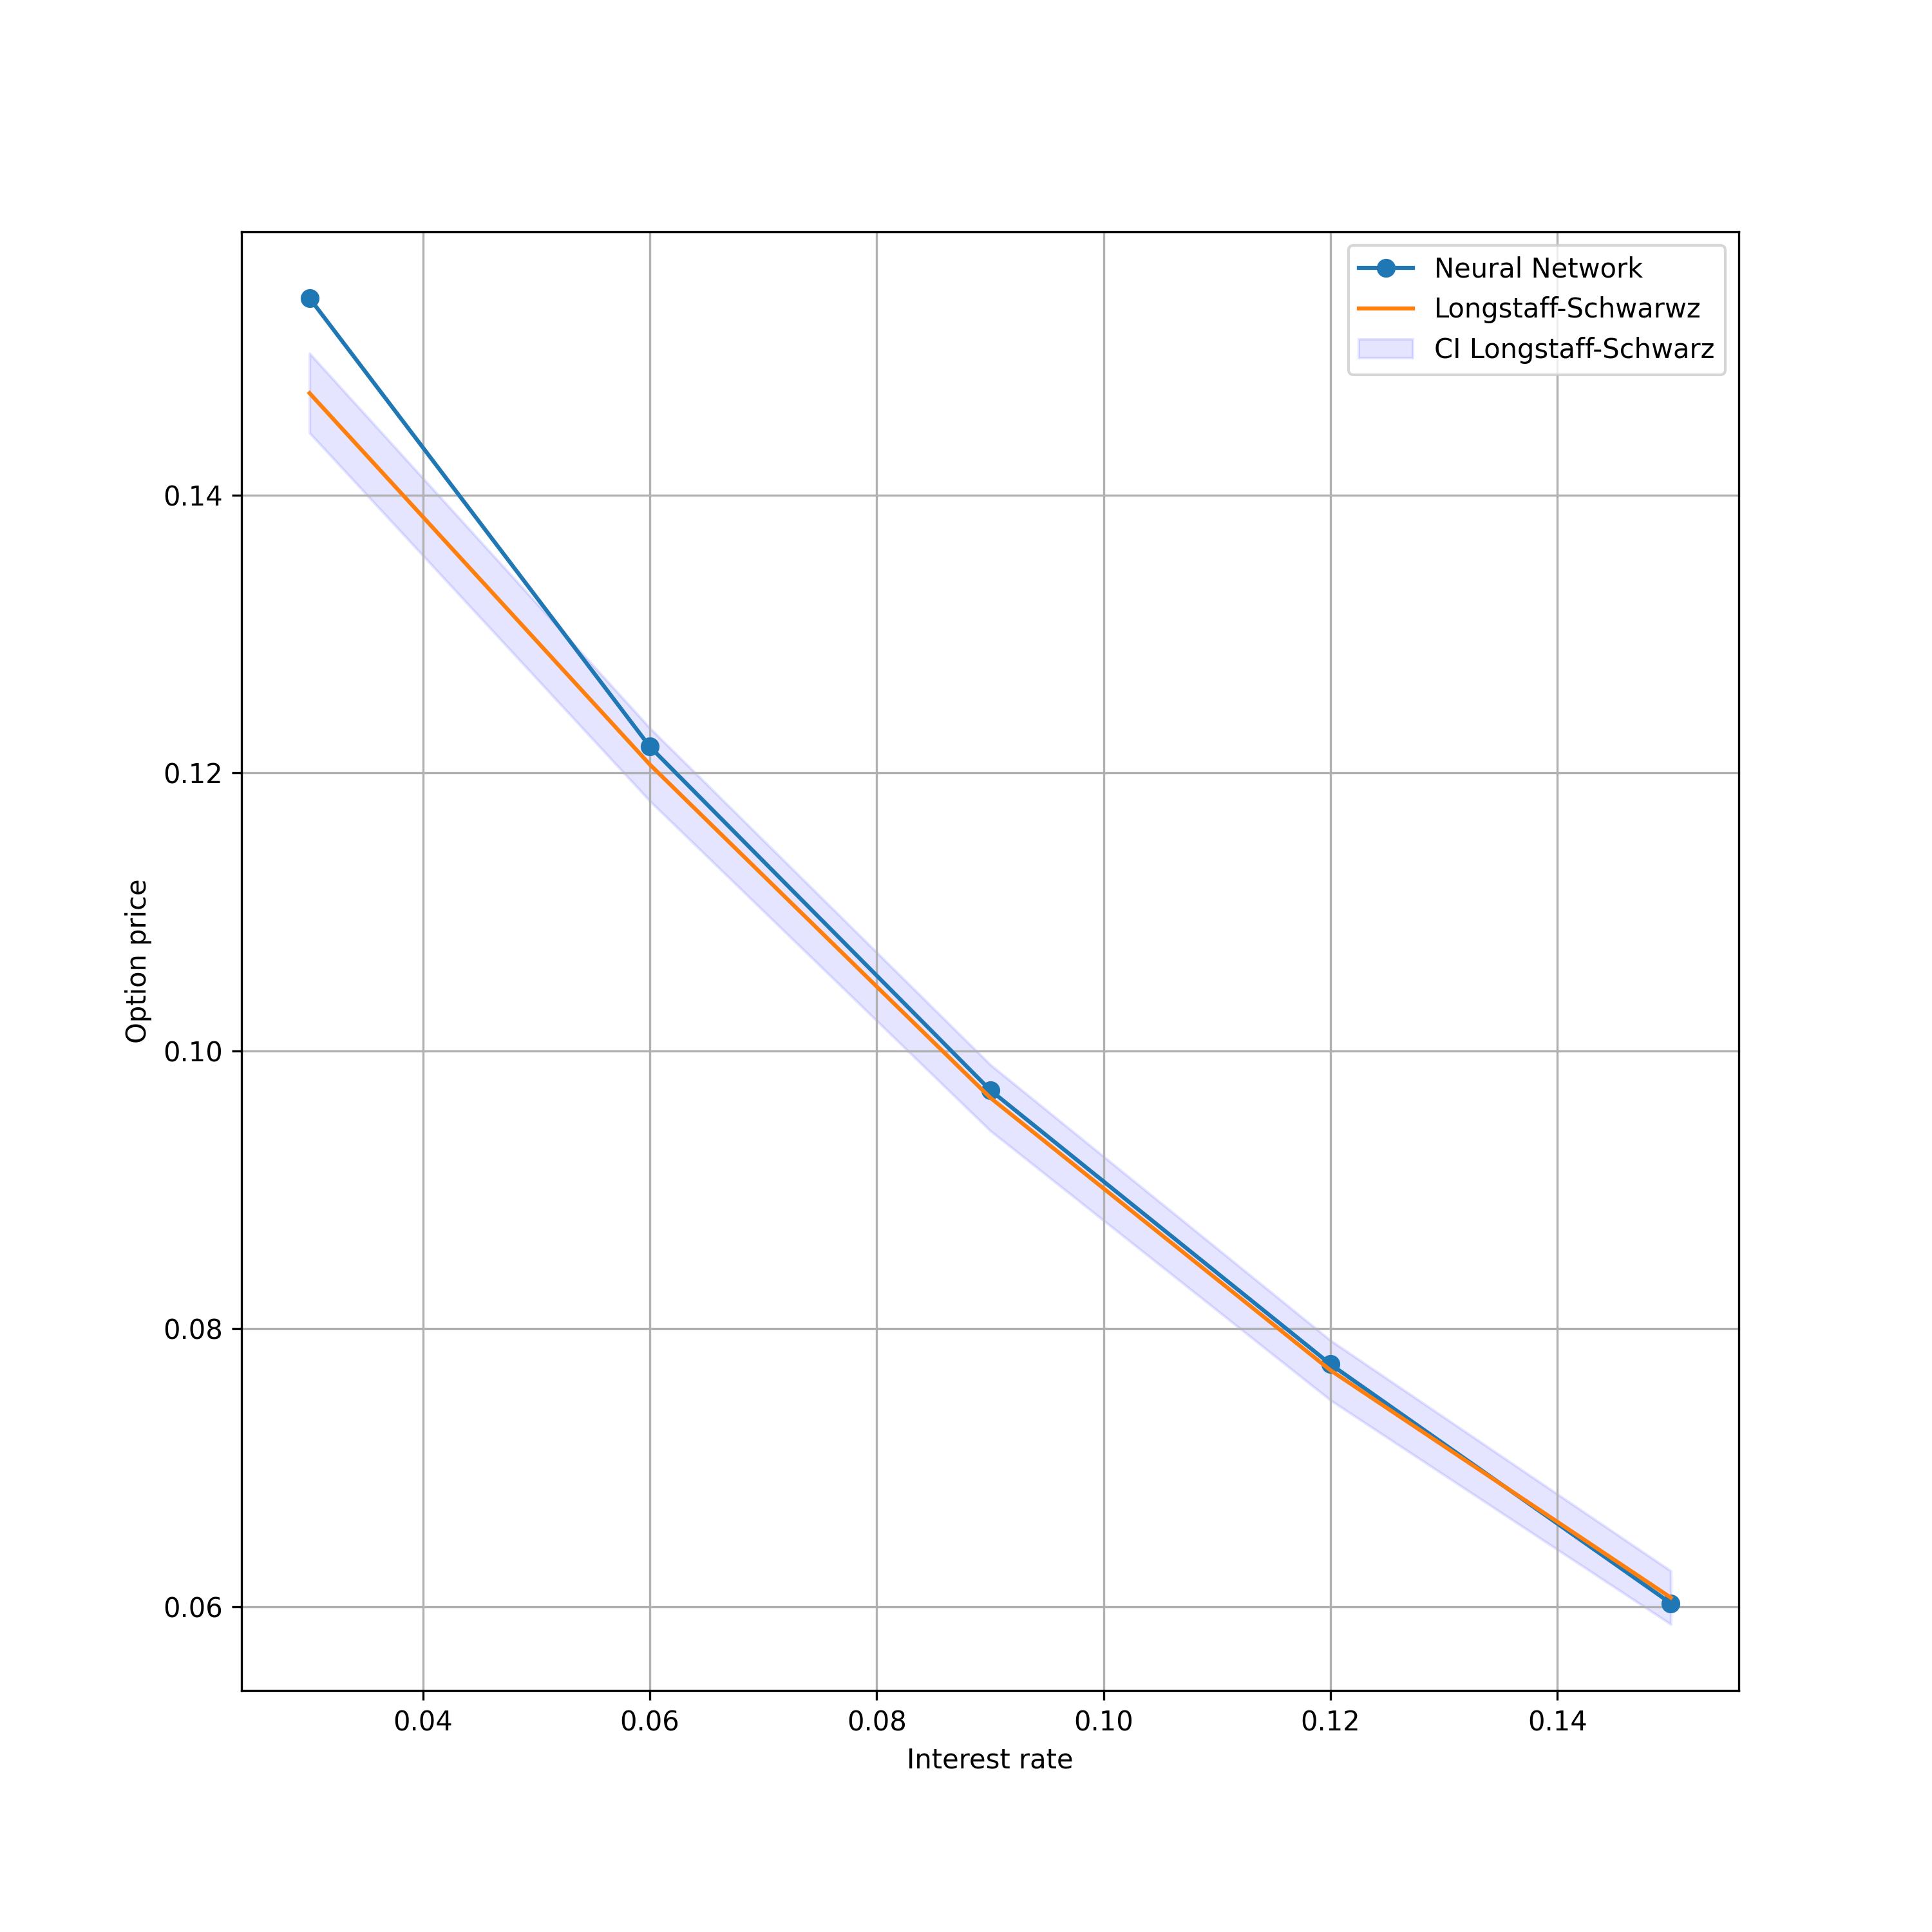 Neural Network
Longstaff-Schwarwz
CI Longstaff-Schwarz
0.14
0.12
0.10
0.08
0.06
Option price
0.04 0.06 0.08 0.10 0.12 0.14
Interest rate